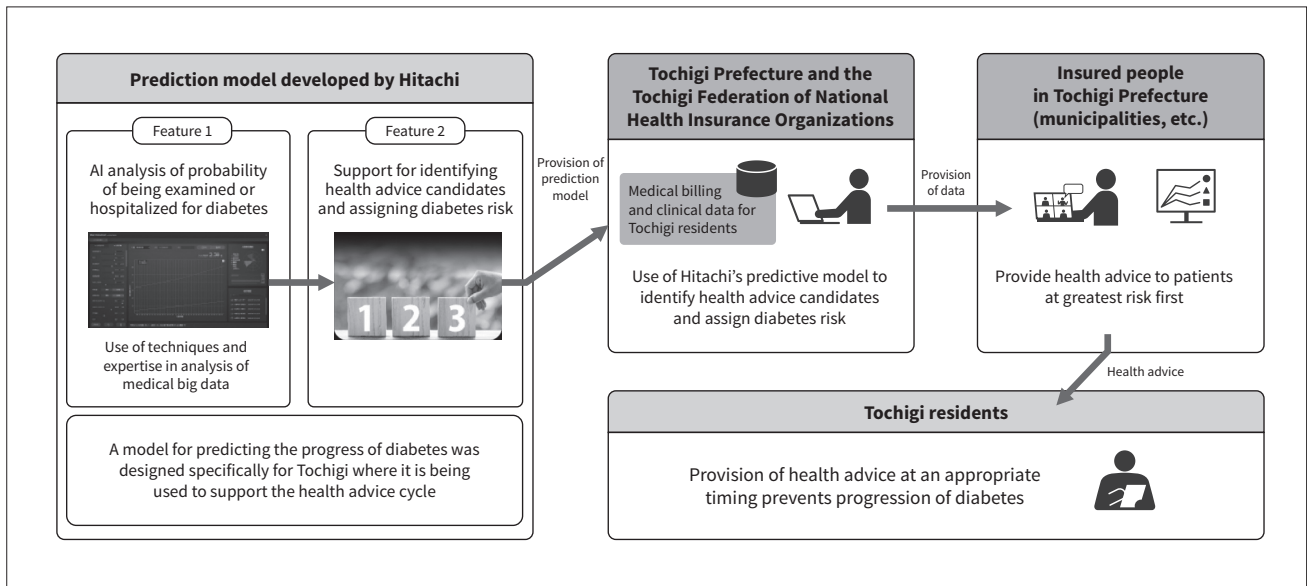 Prediction model developed by Hitachi
Feature 1
AI analysis of probability
of being examined or
hospitalized for diabetes
Use of techniques and
expertise in analysis of
medical big data
Feature 2
Support for identifying
health advice candidates
and assigning diabetes risk
1 2 3
A model for predicting the progress of diabetes was
designed specifically for Tochigi where it is being
used to support the health advice cycle
Provision of
prediction
model
Tochigi Prefecture and the
Tochigi Federation of National
Health Insurance Organizations
Medical billing
and clinical data for
Tochigi residents
Use of Hitachi’s predictive model to
identify health advice candidates
and assign diabetes risk
Provision
of data
Insured people
in Tochigi Prefecture
(municipalities, etc.)
Provide health advice to patients
at greatest risk first
Health advice
Tochigi residents
Provision of health advice at an appropriate
timing prevents progression of diabetes